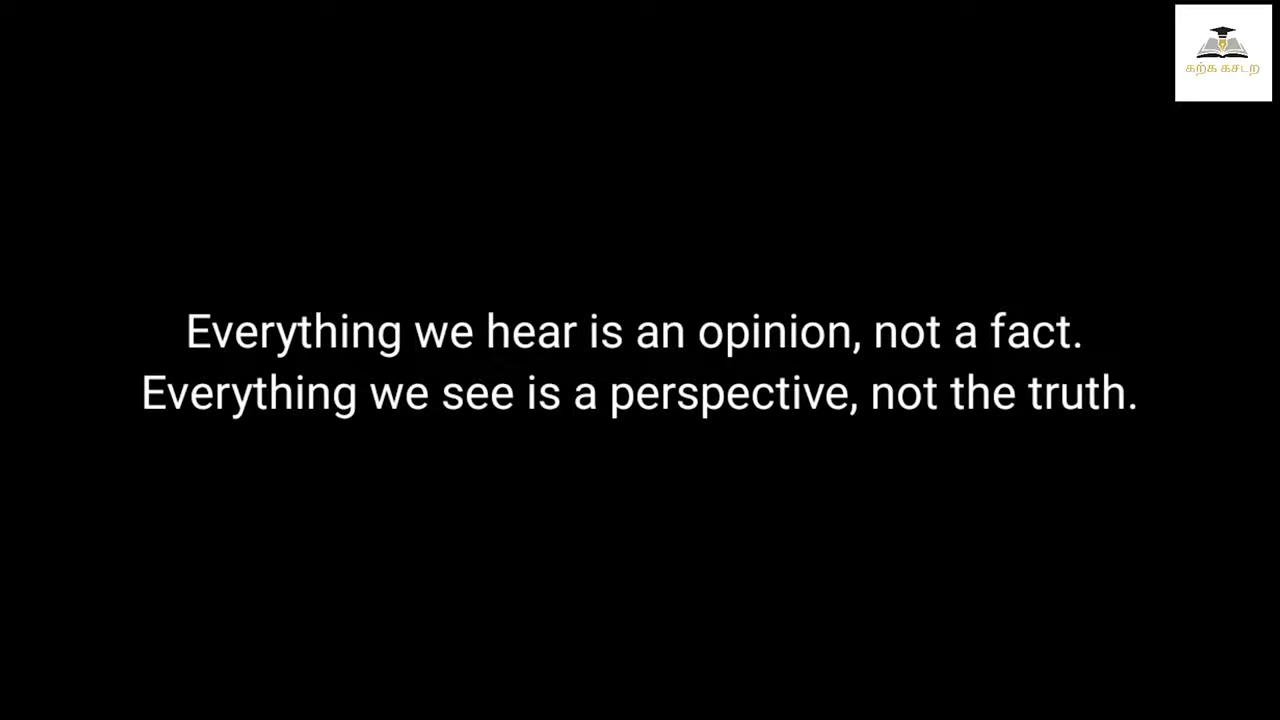 கற்க கசடற
Everything we hear is an opinion, not a fact.
Everything we see is a perspective, not the truth.